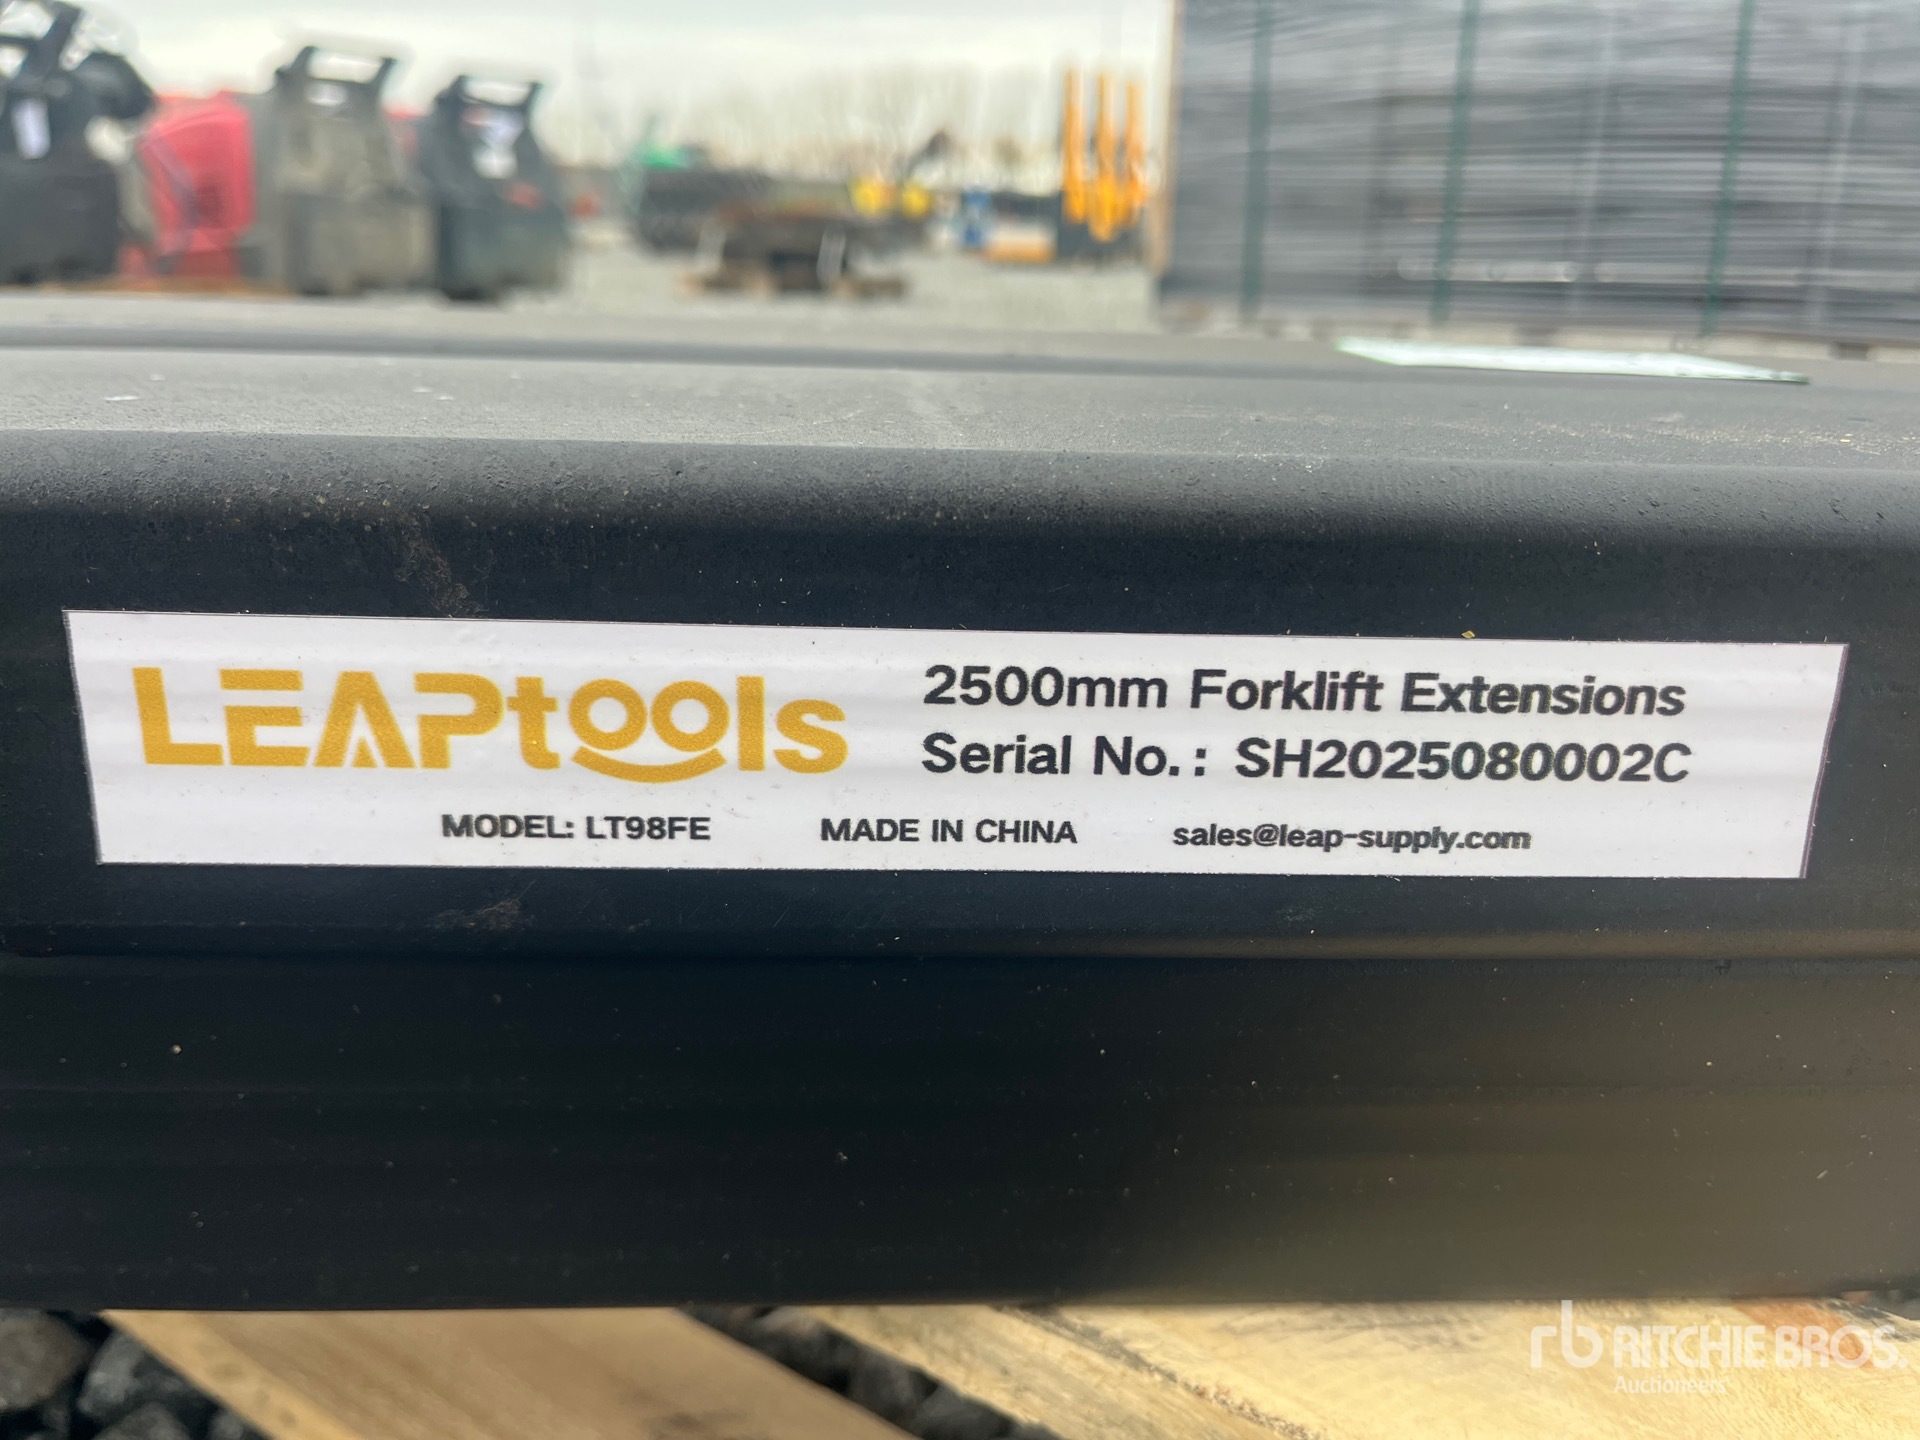 LEAPtools
2500mm Forklift Extensions
Serial No.: SH2025080002C
MODEL: LT98FE MADE IN CHINA sales@leap-supply.com
rb RITCHIE BROS.
Auctioneers